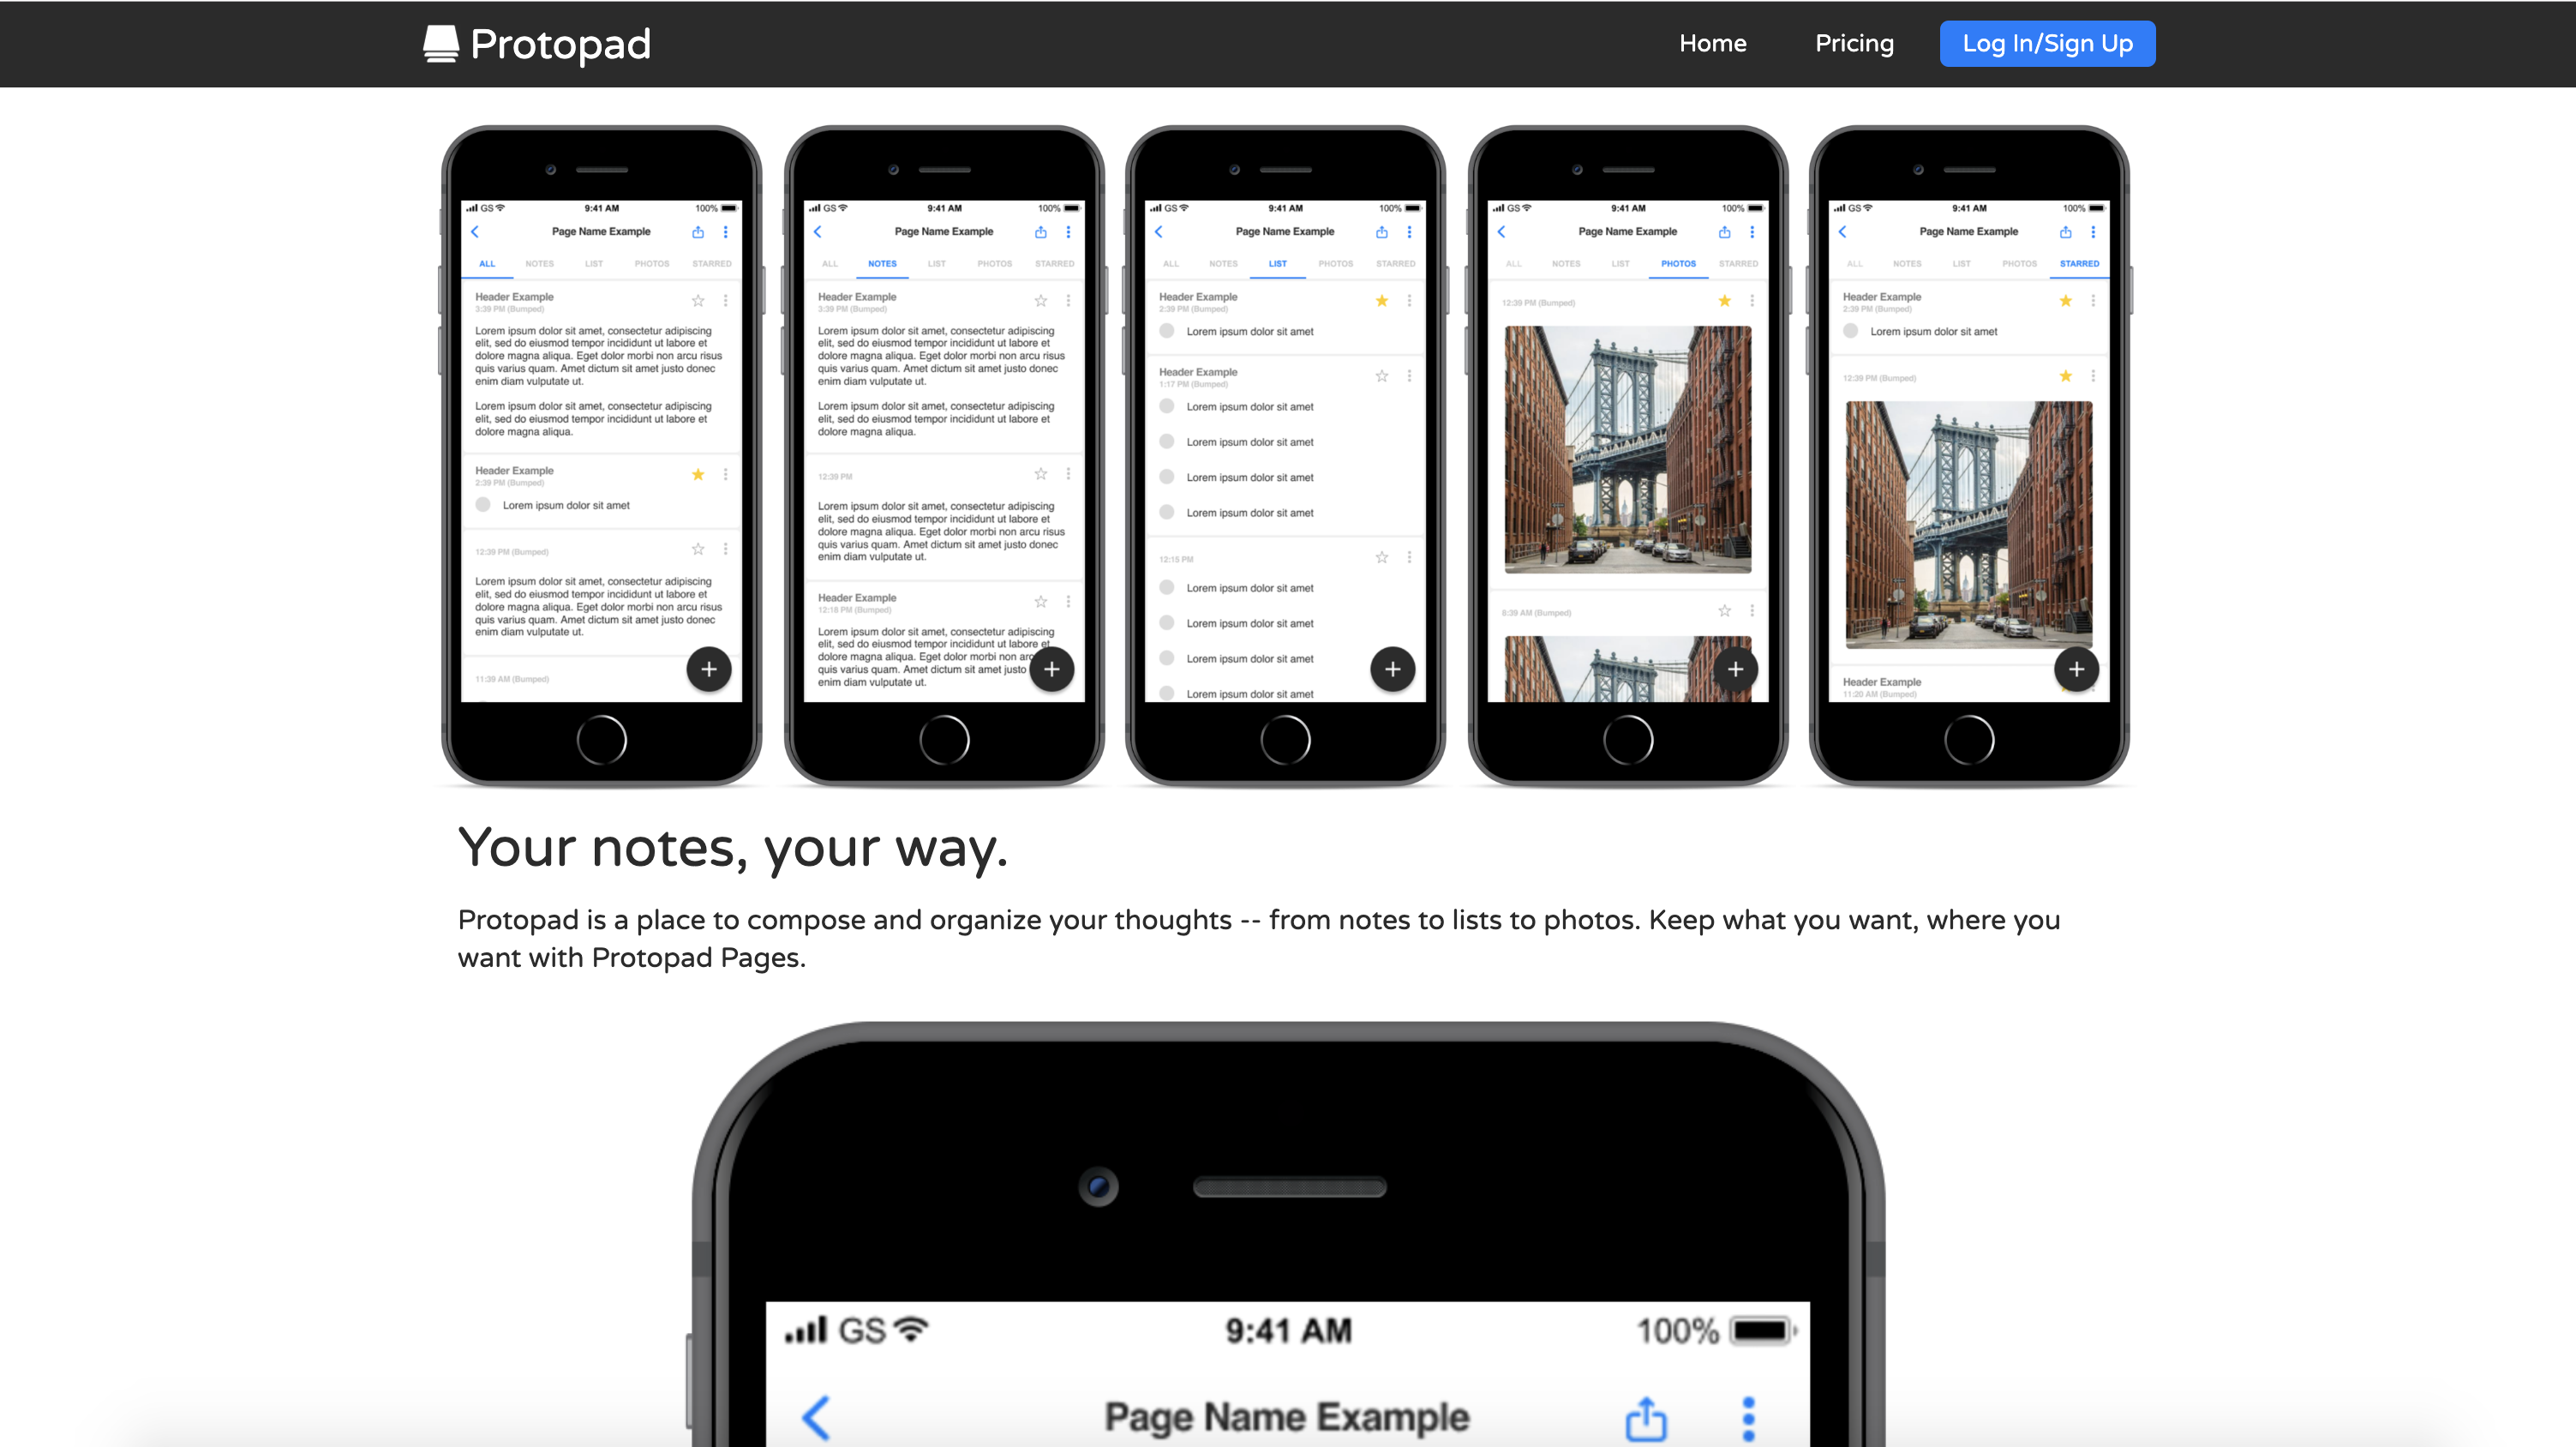 Protopad
Home
Pricing
Log In/Sign Up
GS
9:41 AM
100%
Page Name Example
ALL
NOTES
LIST
PHOTOS
STARRED
Header Example
3:39 PM (Bumped)
Lorem ipsum dolor sit amet, consectetur adipiscing
elit, sed do eiusmod tempor incididunt ut labore et
dolore magna aliqua. Eget dolor morbi non arcu risus
quis varius quam. Amet dictum sit amet justo donec
enim diam vulputate ut.
Lorem ipsum dolor sit amet, consectetur adipiscing
elit, sed do eiusmod tempor incididunt ut labore et
dolore magna aliqua.
Header Example
2:39 PM (Bumped)
Lorem ipsum dolor sit amet
12:39 PM (Bumped)
Lorem ipsum dolor sit amet, consectetur adipiscing
elit, sed do eiusmod tempor incididunt ut labore et
dolore magna aliqua. Eget dolor morbi non arcu risus
quis varius quam. Amet dictum sit amet justo donec
enim diam vulputate ut.
11:39 AM (Bumped)
GS
9:41 AM
100%
Page Name Example
ALL
NOTES
LIST
PHOTOS
STARRED
Header Example
3:39 PM (Bumped)
Lorem ipsum dolor sit amet, consectetur adipiscing
elit, sed do eiusmod tempor incididunt ut labore et
dolore magna aliqua. Eget dolor morbi non arcu risus
quis varius quam. Amet dictum sit amet justo donec
enim diam vulputate ut.
Lorem ipsum dolor sit amet, consectetur adipiscing
elit, sed do eiusmod tempor incididunt ut labore et
dolore magna aliqua.
12:39 PM
Lorem ipsum dolor sit amet, consectetur adipiscing
elit, sed do eiusmod tempor incididunt ut labore et
dolore magna aliqua. Eget dolor morbi non arcu risus
quis varius quam. Amet dictum sit amet justo donec
enim diam vulputate ut.
Header Example
12:18 PM (Bumped)
Lorem ipsum dolor sit amet, consectetur adipiscing
elit, sed do eiusmod tempor incididunt ut labore et
dolore magna aliqua. Eget dolor morbi non arc
quis varius quam. Amet dictum sit amet justo
enim diam vulputate ut.
GS
9:41 AM
100%
Page Name Example
ALL
NOTES
LIST
PHOTOS
STARRED
Header Example
2:39 PM (Bumped)
Lorem ipsum dolor sit amet
Header Example
1:17 PM (Bumped)
Lorem ipsum dolor sit amet
Lorem ipsum dolor sit amet
Lorem ipsum dolor sit amet
Lorem ipsum dolor sit amet
12:15 PM
Lorem ipsum dolor sit amet
Lorem ipsum dolor sit amet
Lorem ipsum dolor sit amet
Lorem ipsum dolor sit amet
GS
9:41 AM
100%
Page Name Example
ALL
NOTES
LIST
PHOTOS
STARRED
12:39 PM (Bumped)
8:39 AM (Bumped)
GS
9:41 AM
100%
Page Name Example
ALL
NOTES
LIST
PHOTOS
STARRED
Header Example
2:39 PM (Bumped)
Lorem ipsum dolor sit amet
12:39 PM (Bumped)
Header Example
11:20 AM (Bumped)
Your notes, your way.
Protopad is a place to compose and organize your thoughts -- from notes to lists to photos. Keep what you want, where you
want with Protopad Pages.
GS
9:41 AM
100%
Page Name Example